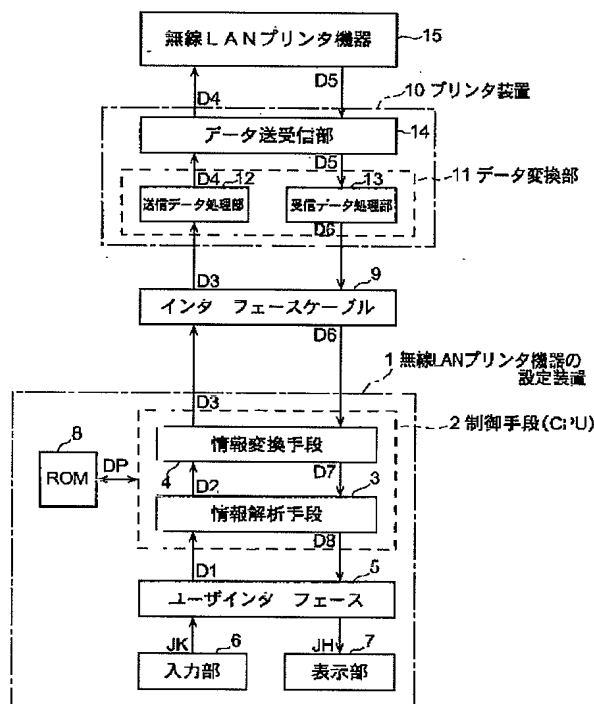 無線LANプリンタ機器
15
D4
D5
10 プリンタ装置
データ送受信部
14
D4
12
D5
13
11 データ変換部
送信データ処理部
受信データ処理部
D6
D3
9
インタ フェースケーブル
D6
1 無線LANプリンタ機器の
設定装置
D3
2 制御手段(CPU)
8
情報変換手段
ROM
DP
4
D2
D7
3
情報解析手段
D8
D1
5
ユーザインタ フェース
JK
6
JH
7
入力部
表示部